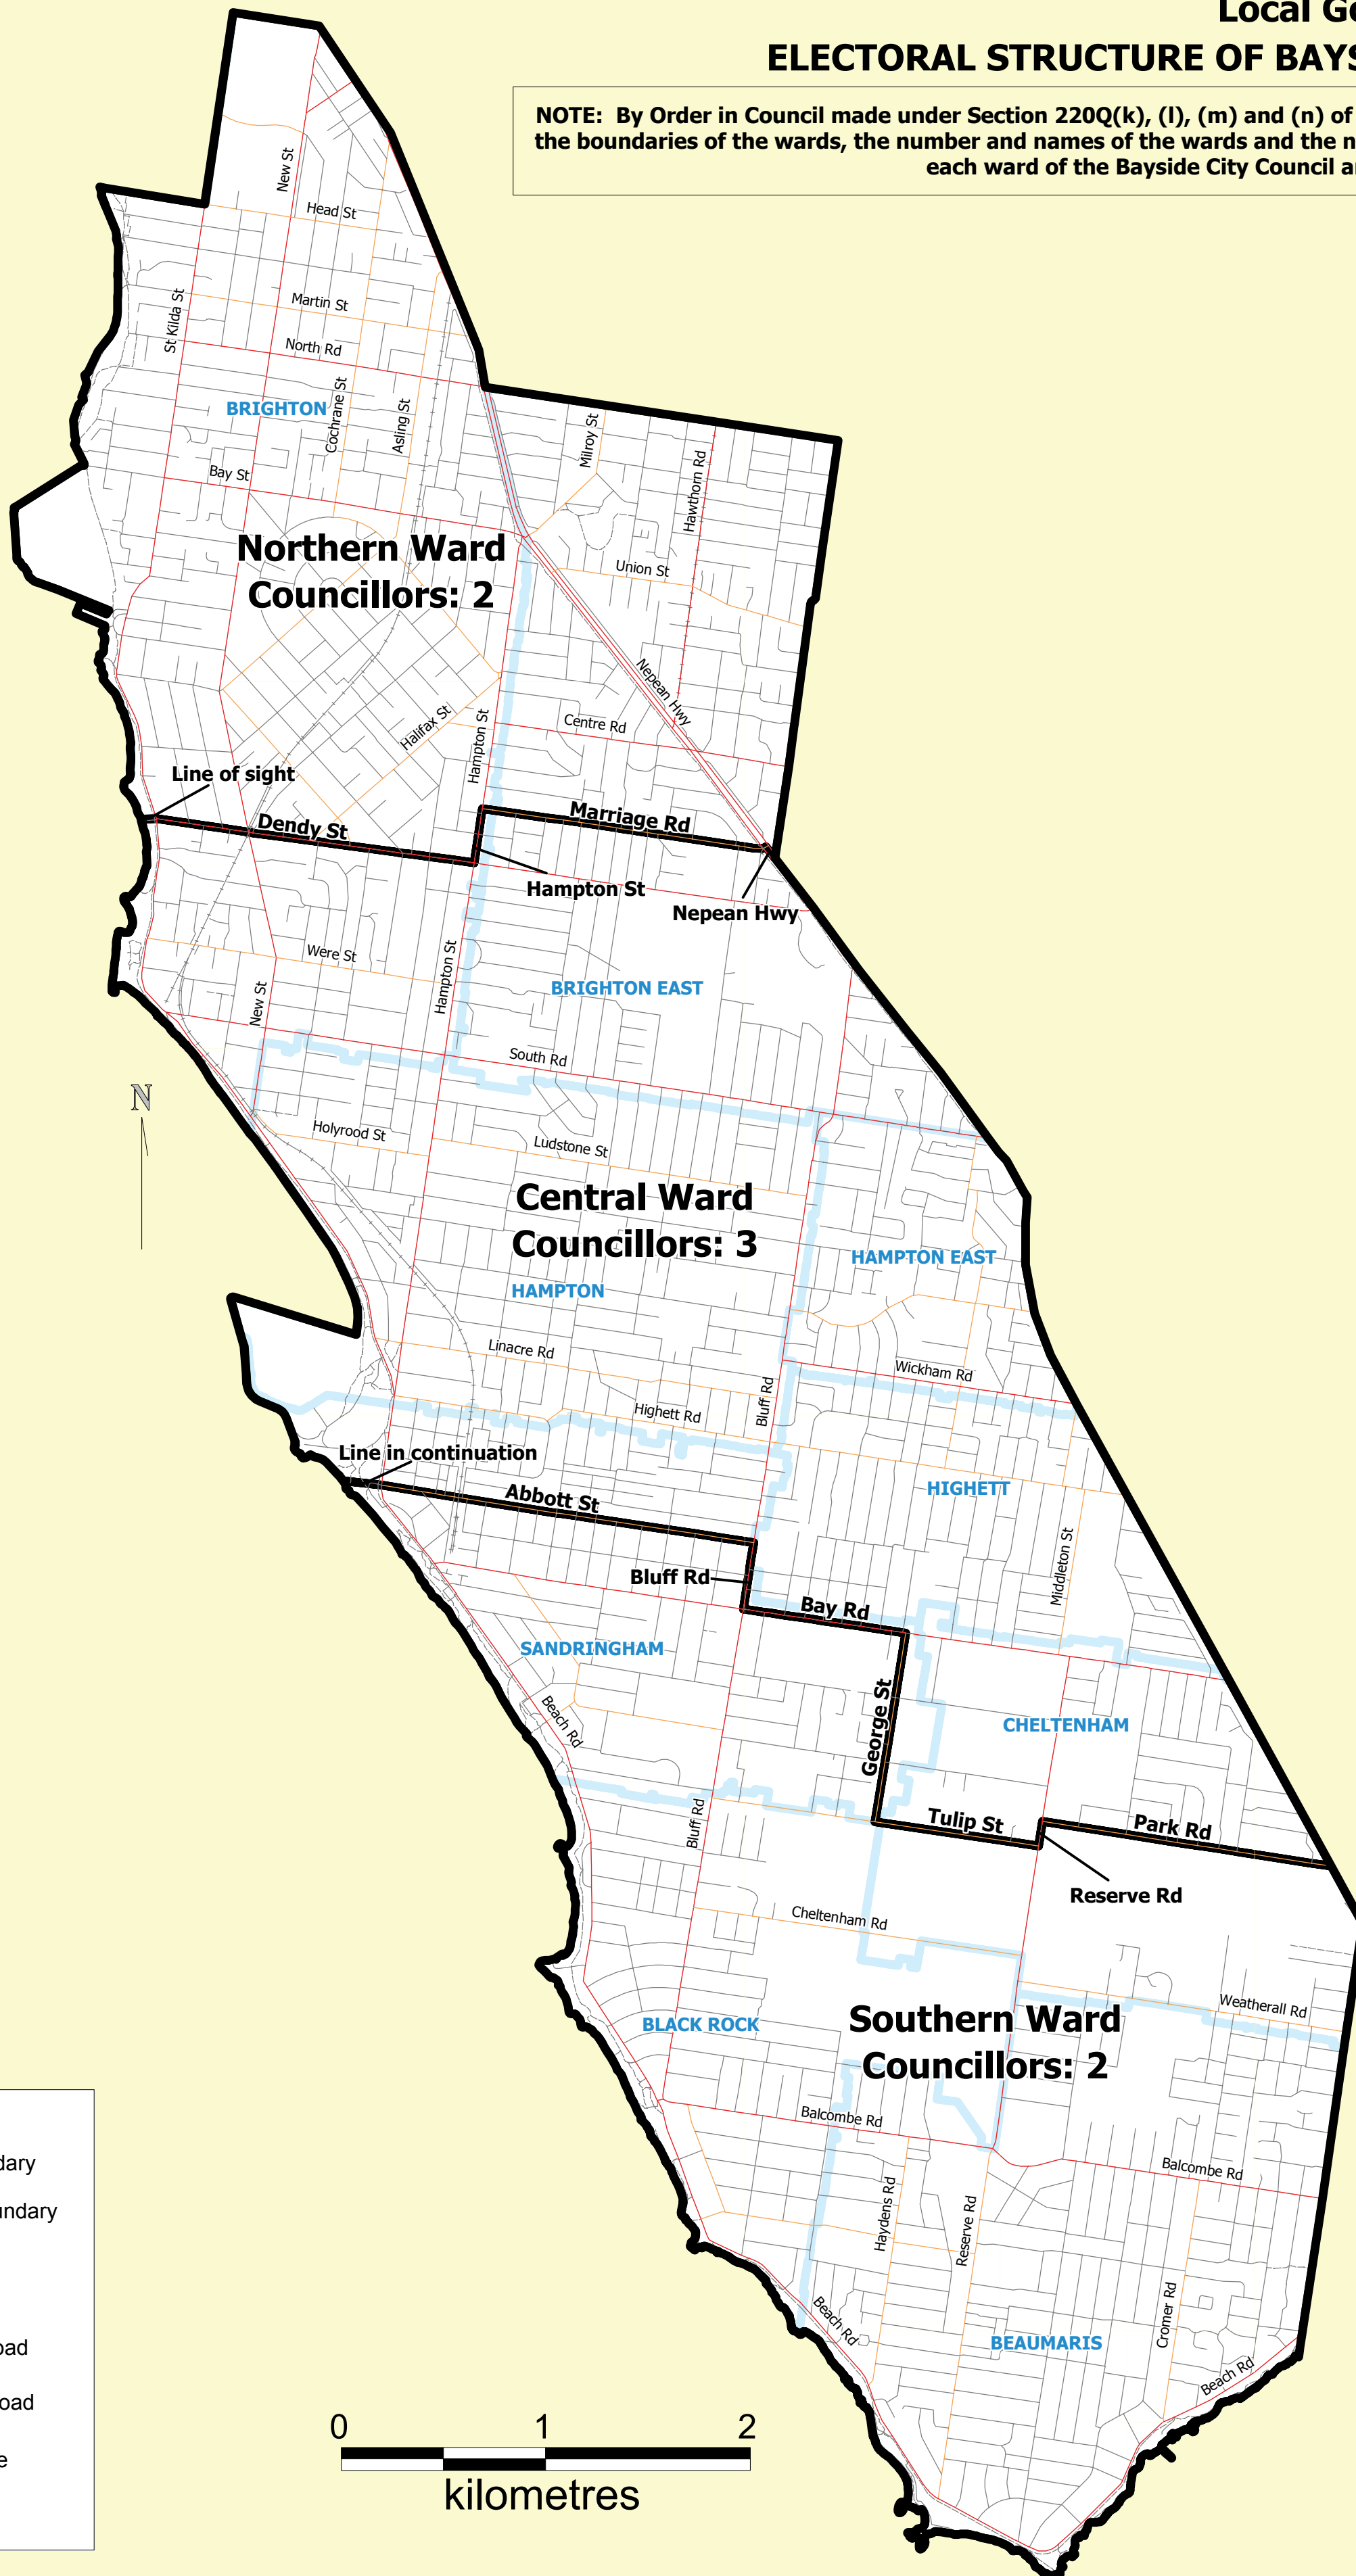 Local Go
ELECTORAL STRUCTURE OF BAYS
NOTE: By Order in Council made under Section 220Q(k), (l), (m) and (n) of
the boundaries of the wards, the number and names of the wards and the n
each ward of the Bayside City Council a
New St
Head St
St Kilda St
Martin St
North Rd
BRIGHTON
Cochrane St
Asling St
Milroy St
Hawthorn Rd
Bay St
Northern Ward
Councillors: 2
Union St
Nepean Hwy
Halifax St
Hampton St
Centre Rd
Line of sight
Dendy St
Marriage Rd
Hampton St
Nepean Hwy
Were St
Hampton St
New St
BRIGHTON EAST
South Rd
N
Holyrood St
Ludstone St
Central Ward
Councillors: 3
HAMPTON EAST
HAMPTON
Linacre Rd
Wickham Rd
Bluff Rd
Highett Rd
Line in continuation
Abbott St
HIGHETT
Middleton St
Bluff Rd
Bay Rd
SANDRINGHAM
Beach Rd
George St
CHELTENHAM
Bluff Rd
Tulip St
Park Rd
Reserve Rd
Cheltenham Rd
Weatherall Rd
BLACK ROCK
Southern Ward
Councillors: 2
Balcombe Rd
Balcombe Rd
Haydens Rd
Reserve Rd
Cromer Rd
Beach Rd
BEAUMARIS
Beach Rd
dary
undary
oad
oad
e
0 1 2
kilometres